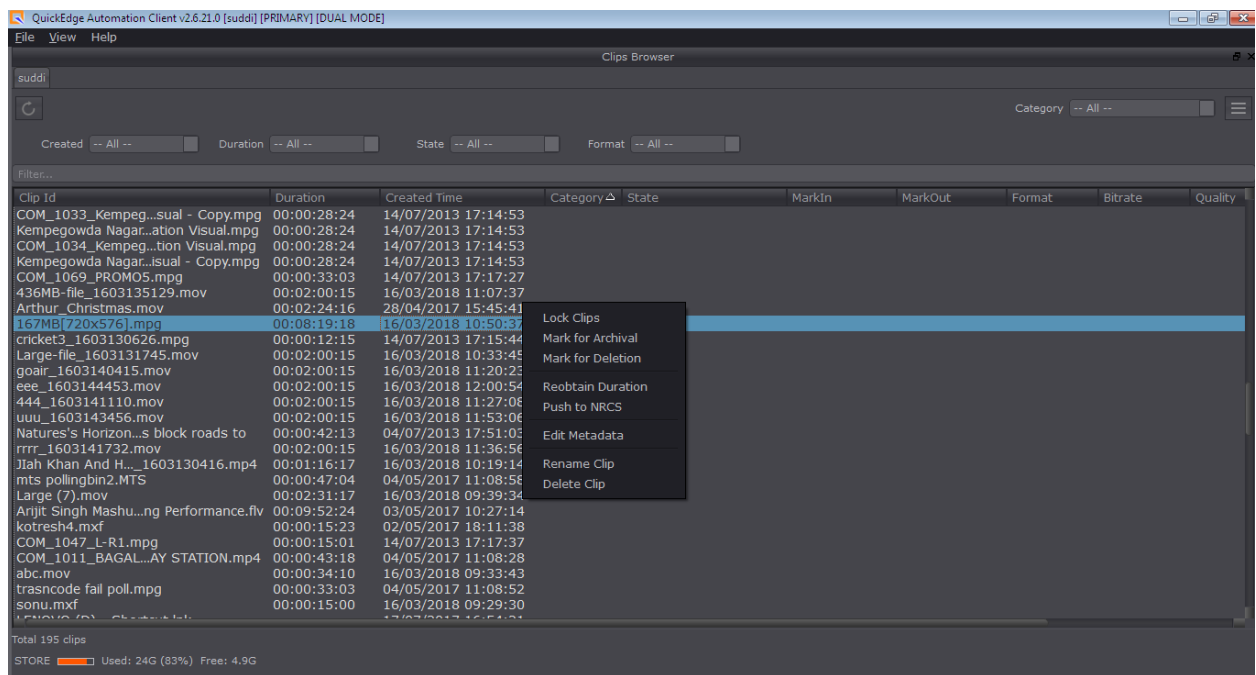 QuickEdge Automation Client v2.6.21.0 [suddi] [PRIMARY] [DUAL MODE]
File View Help
Clips Browser
suddi
Category -- All --
Created -- All -- Duration -- All -- State -- All -- Format -- All --
Filter...
Clip Id Duration Created Time Category State MarkIn MarkOut Format Bitrate Quality
COM_1033_Kempeg...sual - Copy.mpg 00:00:28:24 14/07/2013 17:14:53
Kempegowda Nagar...ation Visual.mpg 00:00:28:24 14/07/2013 17:14:53
COM_1034_Kempeg...tion Visual.mpg 00:00:28:24 14/07/2013 17:14:53
Kempegowda Nagar...isual - Copy.mpg 00:00:28:24 14/07/2013 17:14:53
COM_1069_PROMO5.mpg 00:00:33:03 14/07/2013 17:17:27
436MB-file_1603135129.mov 00:02:00:15 16/03/2018 11:07:37
Arthur_Christmas.mov 00:02:24:16 28/04/2017 15:45:41
167MB[720x576].mpg 00:08:19:18 16/03/2018 10:50:37
cricket3_1603130626.mpg 00:00:12:15 14/07/2013 17:15:44
Large-file_1603131745.mov 00:02:00:15 16/03/2018 10:33:45
goair_1603140415.mov 00:02:00:15 16/03/2018 11:20:23
eee_1603144453.mov 00:02:00:15 16/03/2018 12:00:54
444_1603141110.mov 00:02:00:15 16/03/2018 11:27:08
uuu_1603143456.mov 00:02:00:15 16/03/2018 11:53:06
Natures's Horizon...s block roads to 00:00:42:13 04/07/2013 17:51:03
rrrr_1603141732.mov 00:02:00:15 16/03/2018 11:36:56
JIah Khan And H..._1603130416.mp4 00:01:16:17 16/03/2018 10:19:14
mts pollingbin2.MTS 00:00:47:04 04/05/2017 11:08:58
Large (7).mov 00:02:31:17 16/03/2018 09:39:34
Arijit Singh Mashu...ng Performance.flv 00:09:52:24 03/05/2017 10:27:14
kotresh4.mxf 00:00:15:23 02/05/2017 18:11:38
COM_1047_L-R1.mpg 00:00:15:01 14/07/2013 17:17:37
COM_1011_BAGAL...AY STATION.mp4 00:00:43:18 04/05/2017 11:08:28
abc.mov 00:00:34:10 16/03/2018 09:33:43
trasncode fail poll.mpg 00:00:33:03 04/05/2017 11:08:52
sonu.mxf 00:00:15:00 16/03/2018 09:29:30
Lock Clips
Mark for Archival
Mark for Deletion
Reobtain Duration
Push to NRCS
Edit Metadata
Rename Clip
Delete Clip
Total 195 clips
STORE Used: 24G (83%) Free: 4.9G